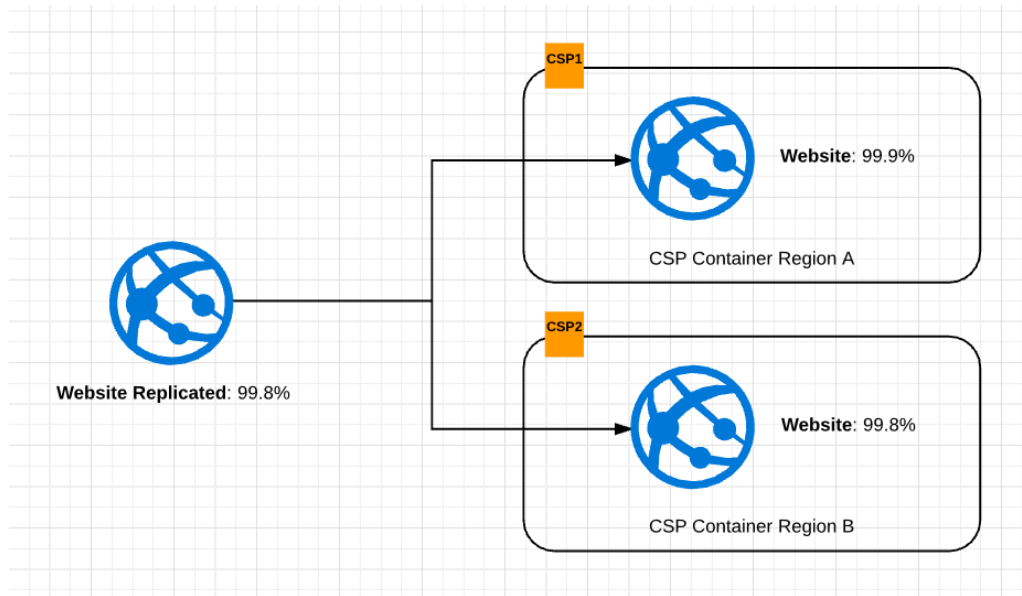 CSP1
Website: 99.9%
CSP Container Region A
Website Replicated: 99.8%
CSP2
Website: 99.8%
CSP Container Region B